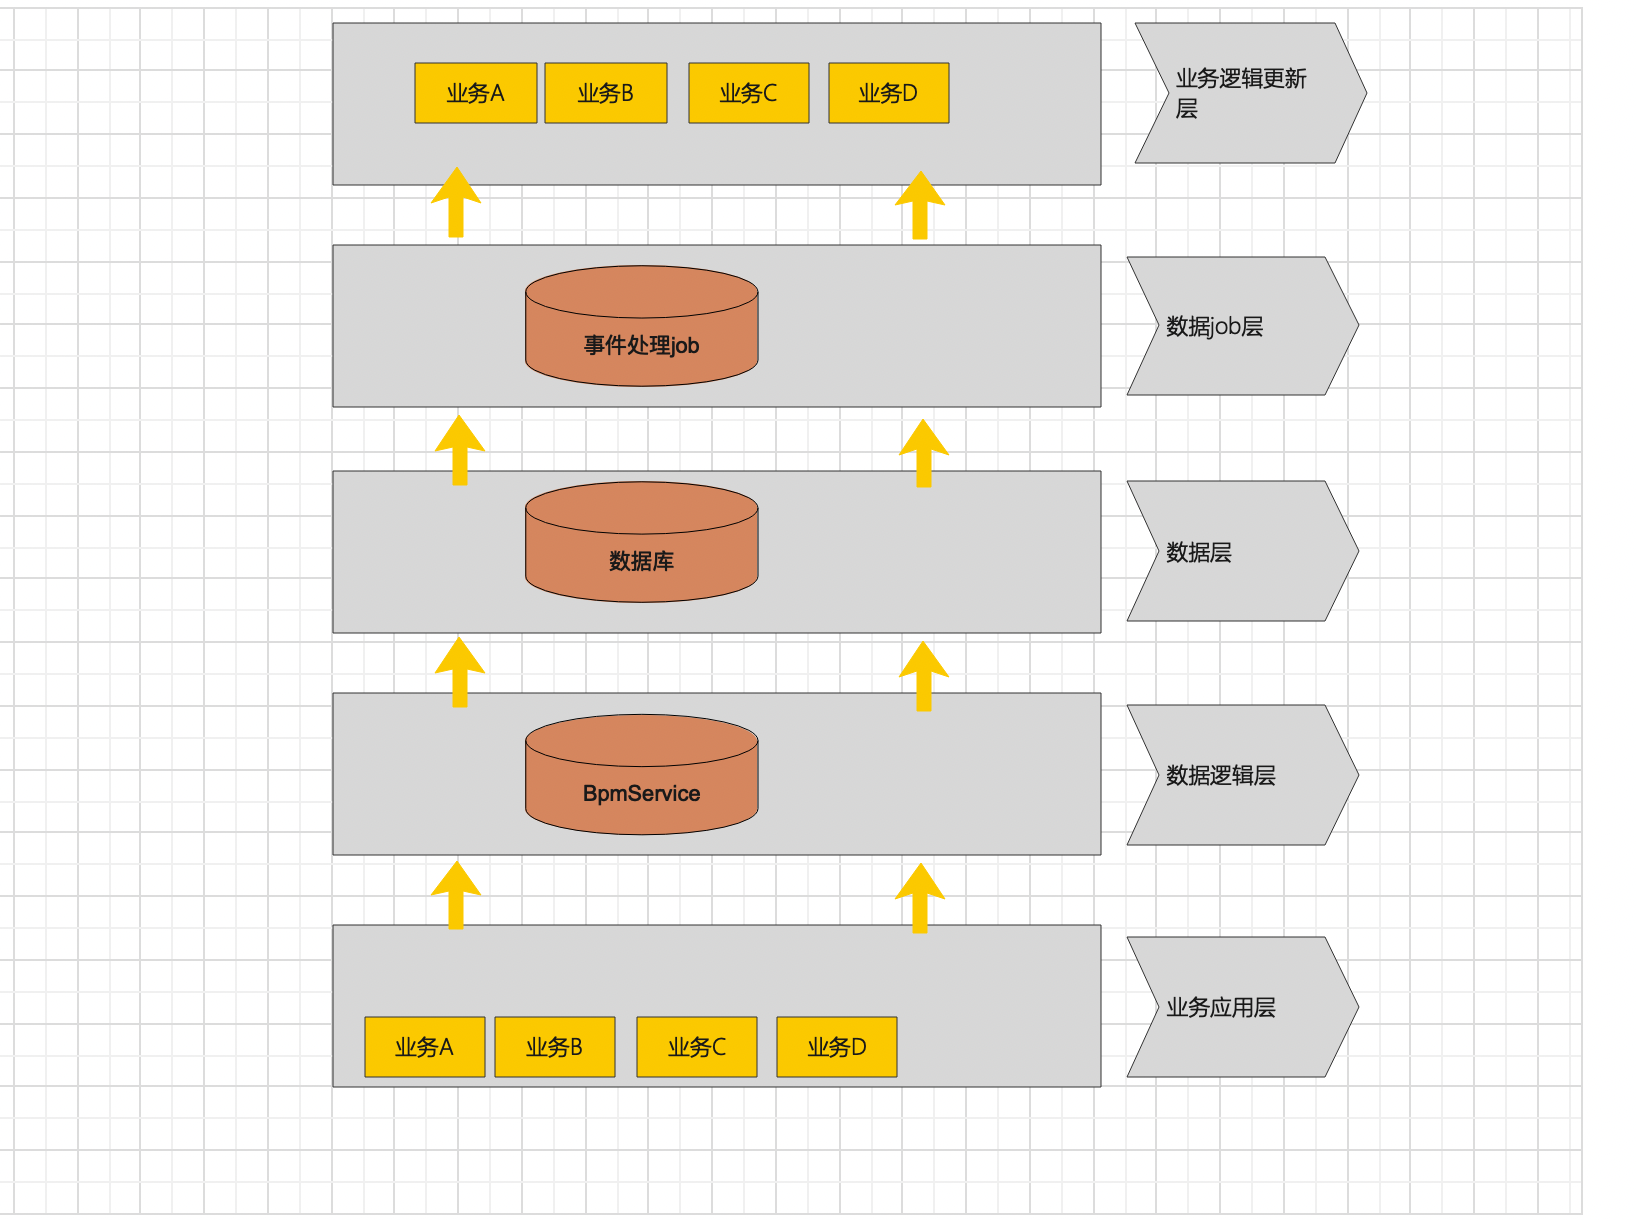 业务A
业务B
业务C
业务D
业务逻辑更新
层
事件处理job
数据job层
数据库
数据层
BpmService
数据逻辑层
业务应用层
业务A
业务B
业务C
业务D